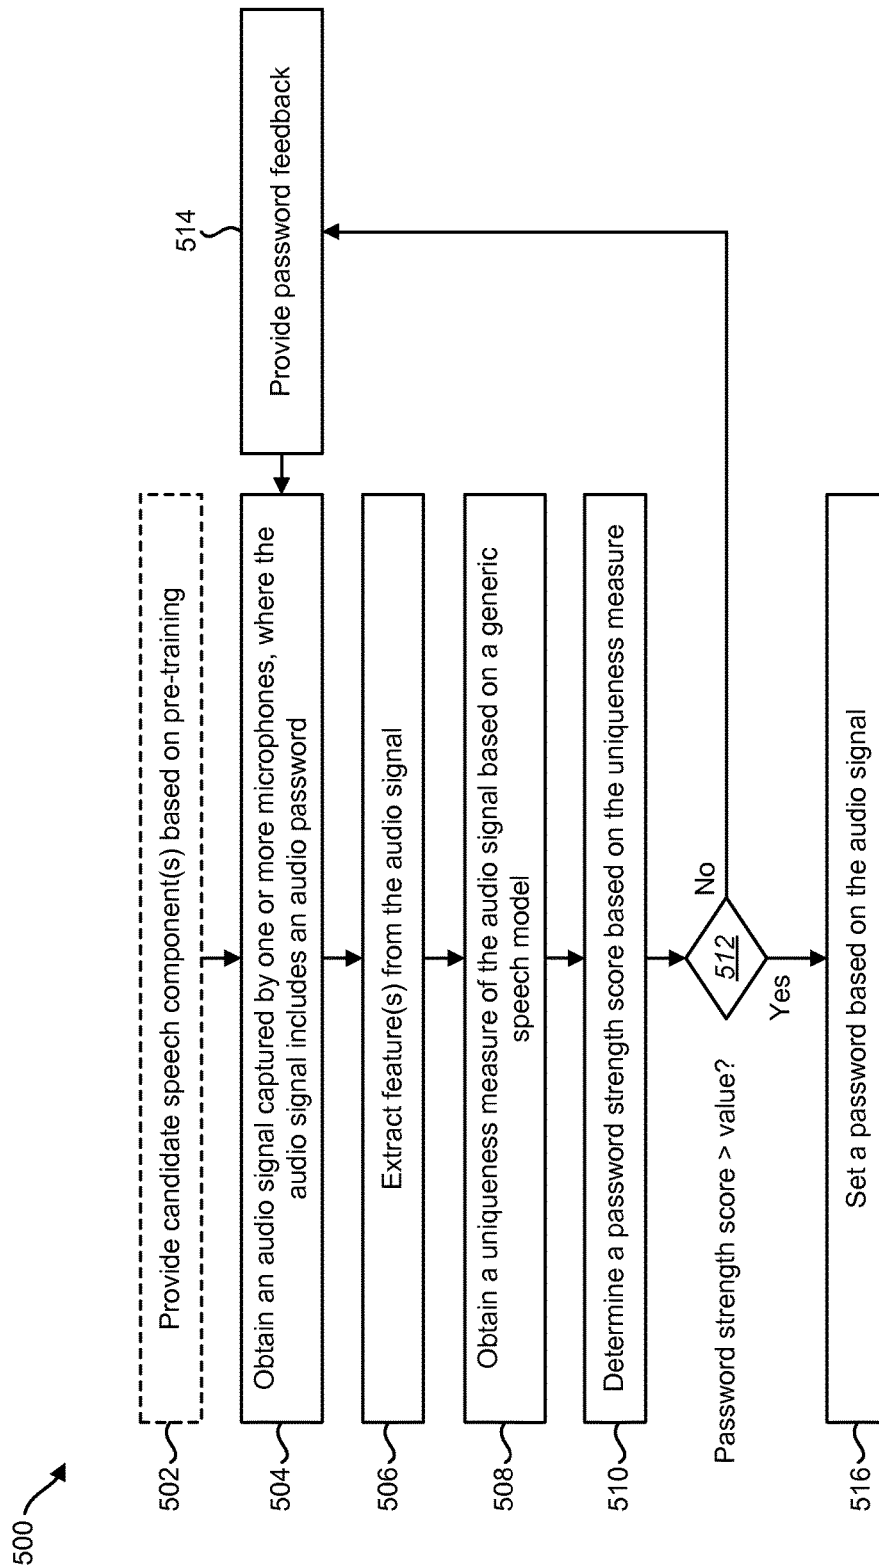 500
502
Provide candidate speech component(s) based on pre-training
504
Obtain an audio signal captured by one or more microphones, where the
audio signal includes an audio password
514
Provide password feedback
506
Extract feature(s) from the audio signal
508
Obtain a uniqueness measure of the audio signal based on a generic
speech model
510
Determine a password strength score based on the uniqueness measure
Password strength score > value?
512
No
Yes
516
Set a password based on the audio signal